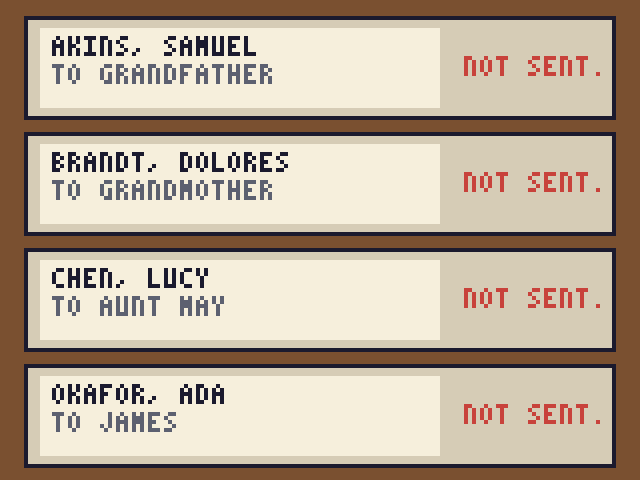 AKINS, SAMUEL
TO GRANDFATHER
NOT SENT.
BRANDT, DOLORES
TO GRANDMOTHER
NOT SENT.
CHEN, LUCY
TO AUNT MAY
NOT SENT.
OKAFOR, ADA
TO JAMES
NOT SENT.